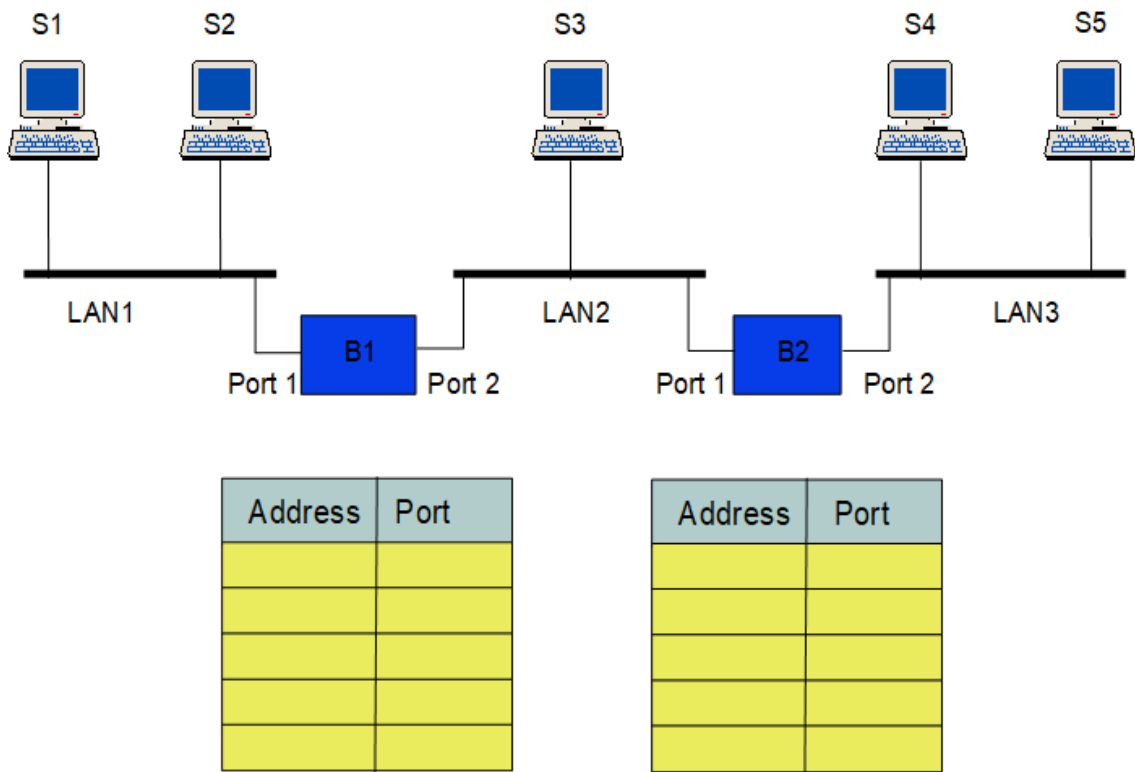 S1 S2 S3 S4 S5
LAN1 LAN2 LAN3
B1 B2
Port 1 Port 2 Port 1 Port 2
Address Port Address Port